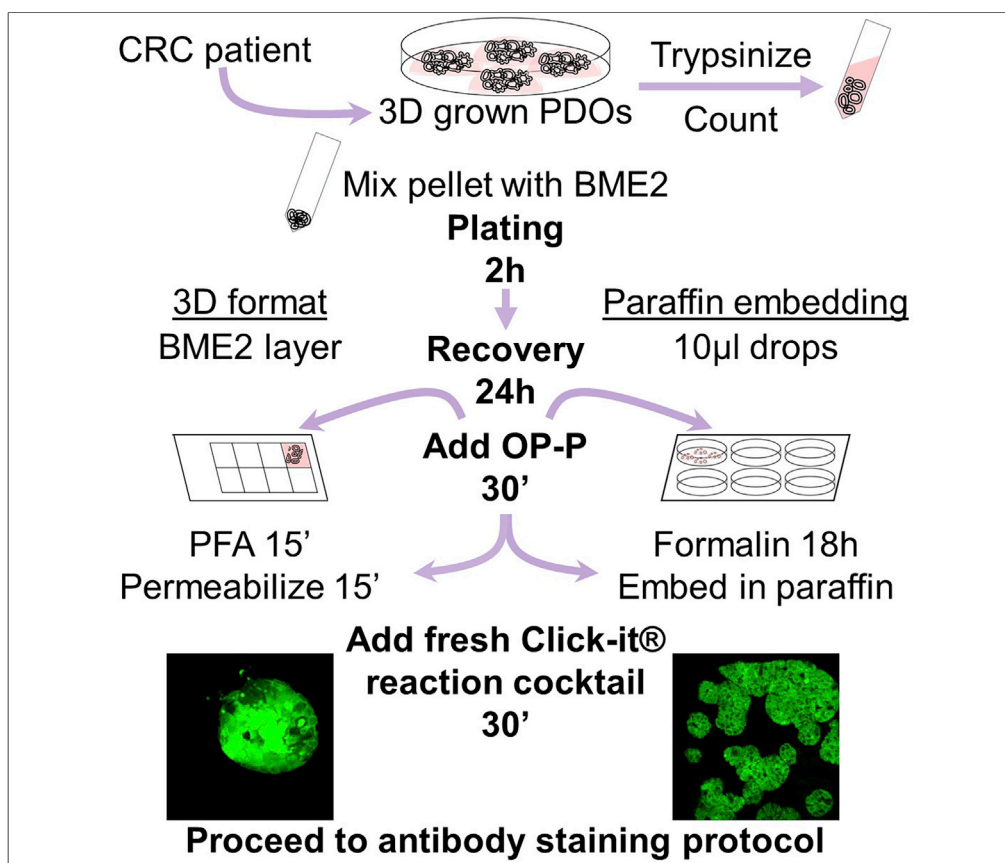 CRC patient
3D grown PDOs
Trypsinize
Count
Mix pellet with BME2
Plating
2h
3D format
BME2 layer
Paraffin embedding
10µl drops
Recovery
24h
Add OP-P
30’
PFA 15’
Permeabilize 15’
Formalin 18h
Embed in paraffin
Add fresh Click-it®
reaction cocktail
30’
Proceed to antibody staining protocol